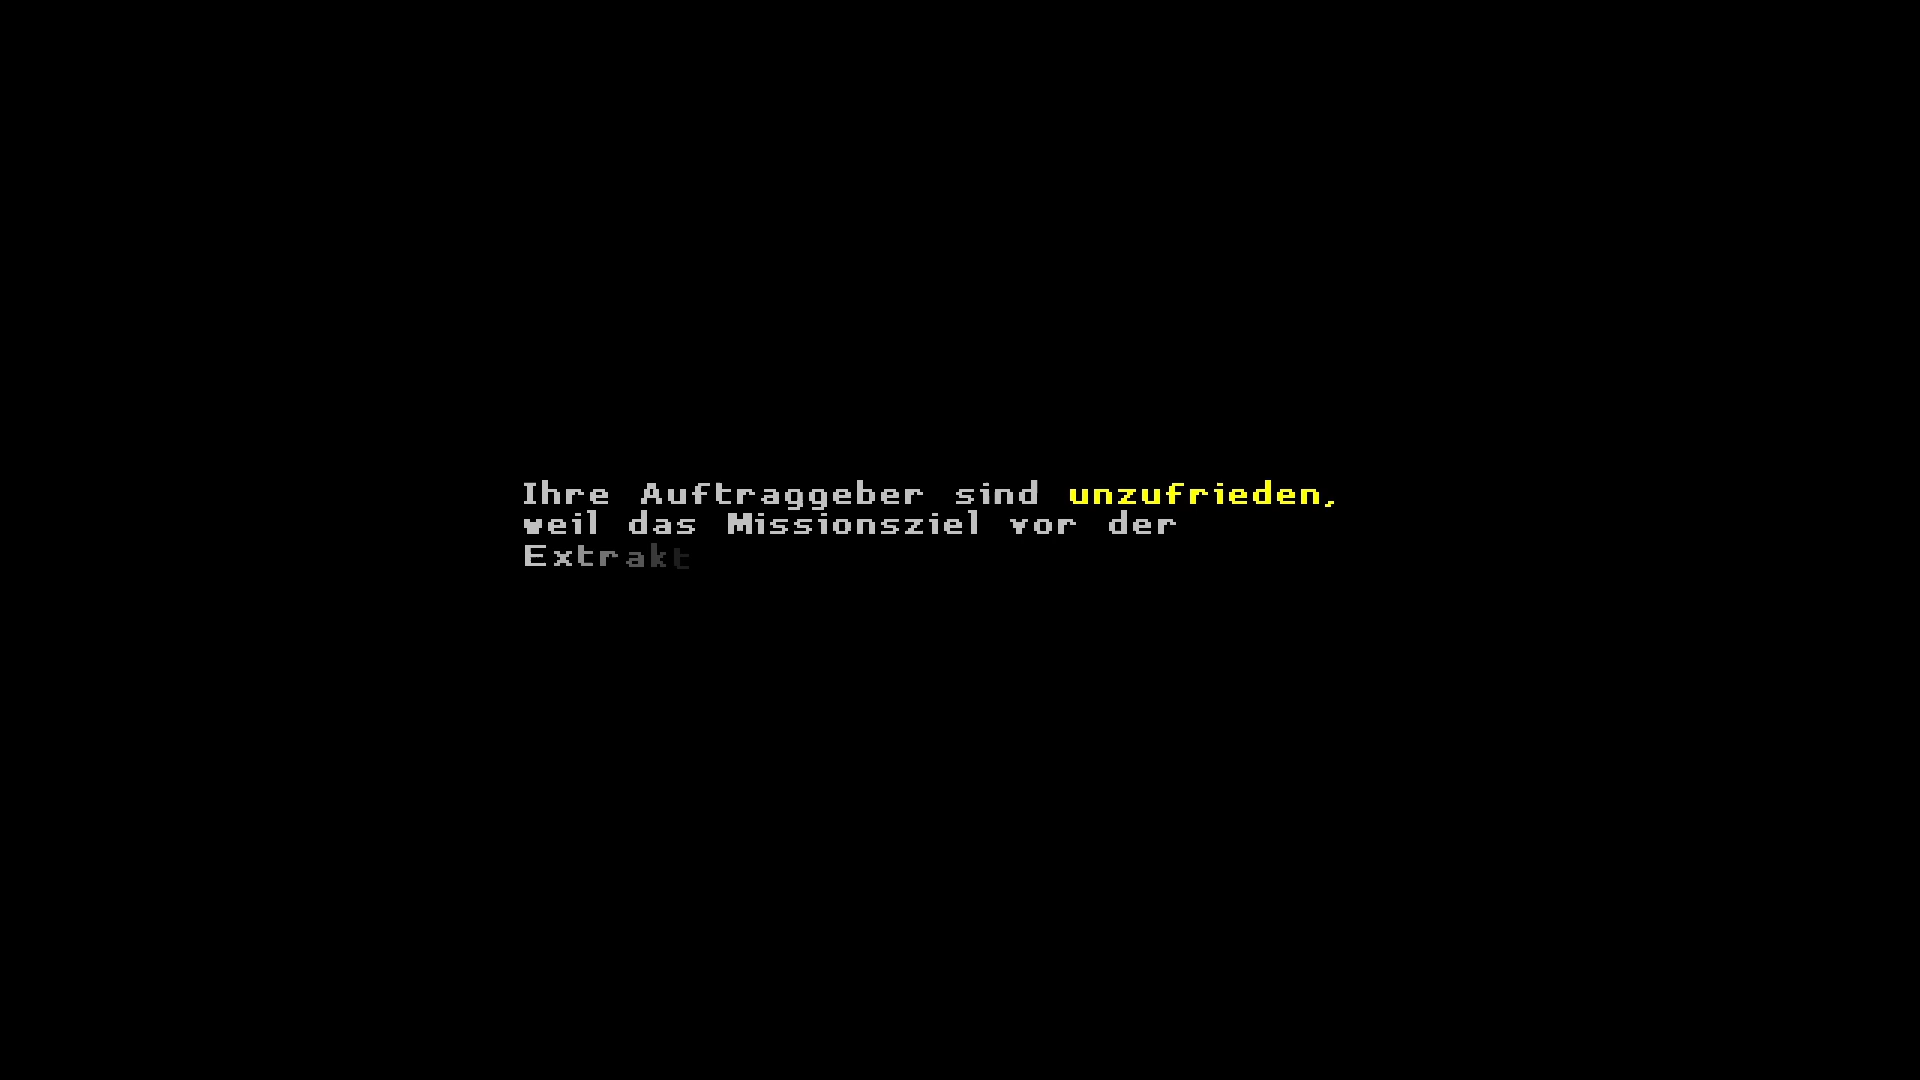 Ihre Auftraggeber sind unzufrieden,
weil das Missionsziel vor der
Extrakt